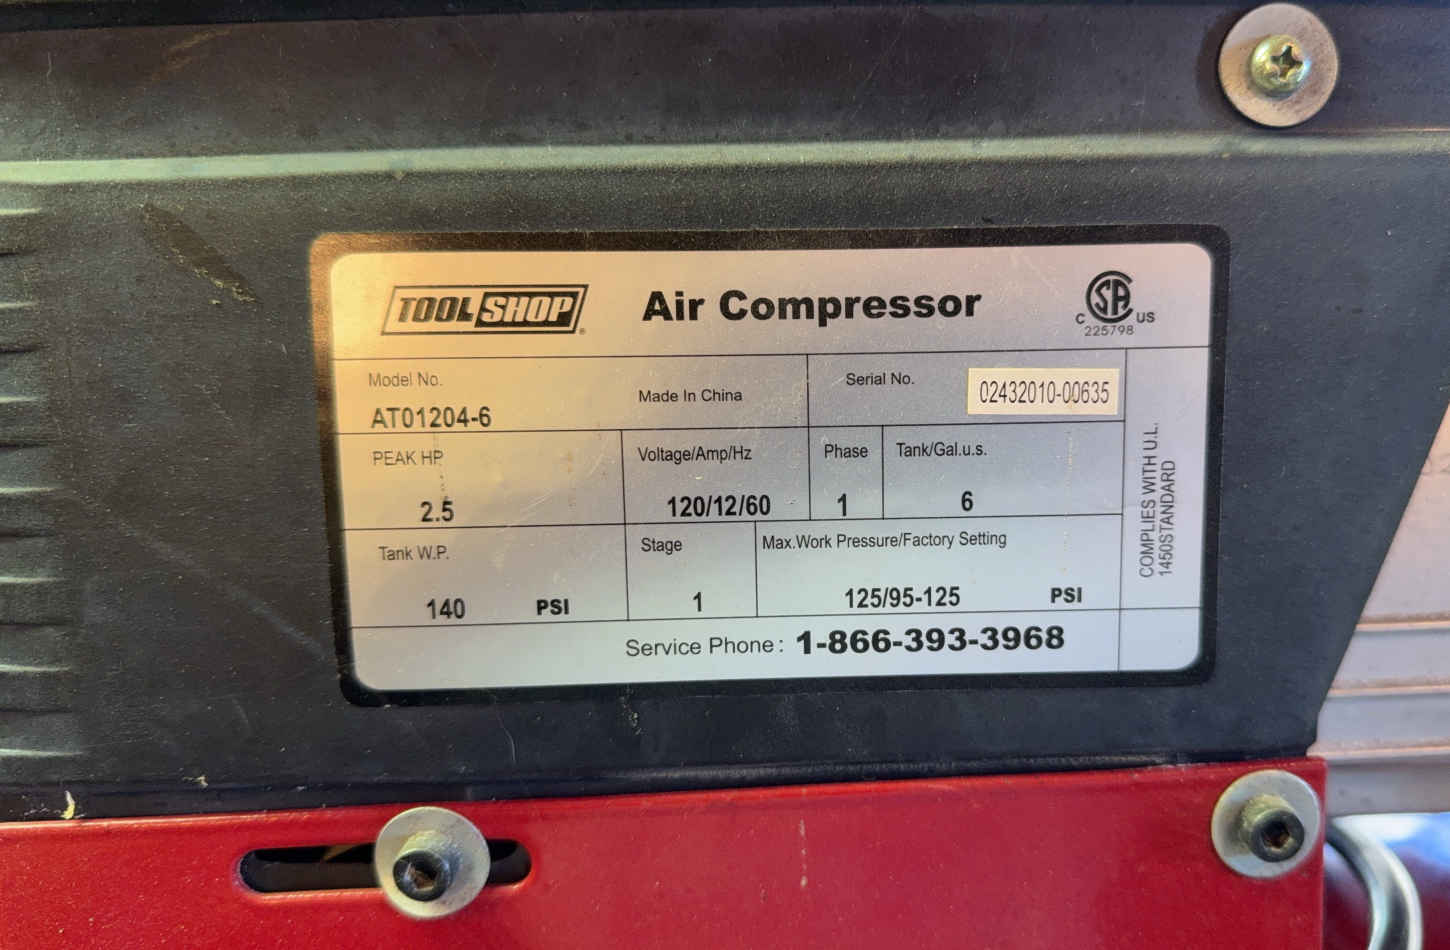 TOOL SHOP®
Air Compressor
CSA
C US
225798
Model No.
AT01204-6
Made In China
Serial No.
02432010-00635
PEAK HP
2.5
Voltage/Amp/Hz
120/12/60
Phase
1
Tank/Gal.u.s.
6
Tank W.P.
140 PSI
Stage
1
Max.Work Pressure/Factory Setting
125/95-125 PSI
COMPLIES WITH U.L.
1450STANDARD
Service Phone: 1-866-393-3968